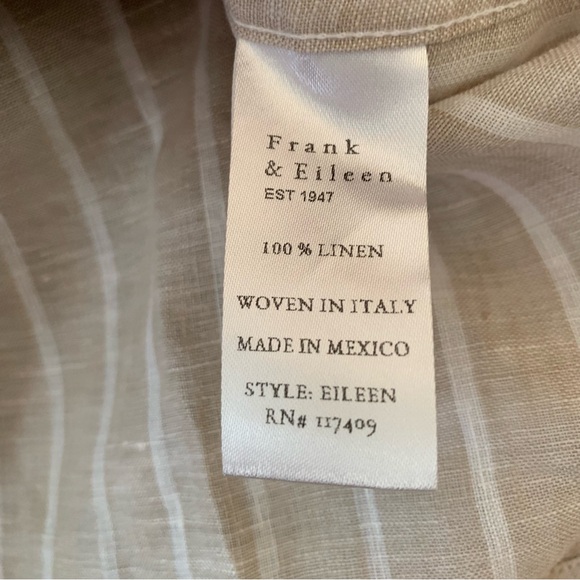 Frank
& Eileen
EST 1947
100 % LINEN
WOVEN IN ITALY
MADE IN MEXICO
STYLE: EILEEN
RN# 117409